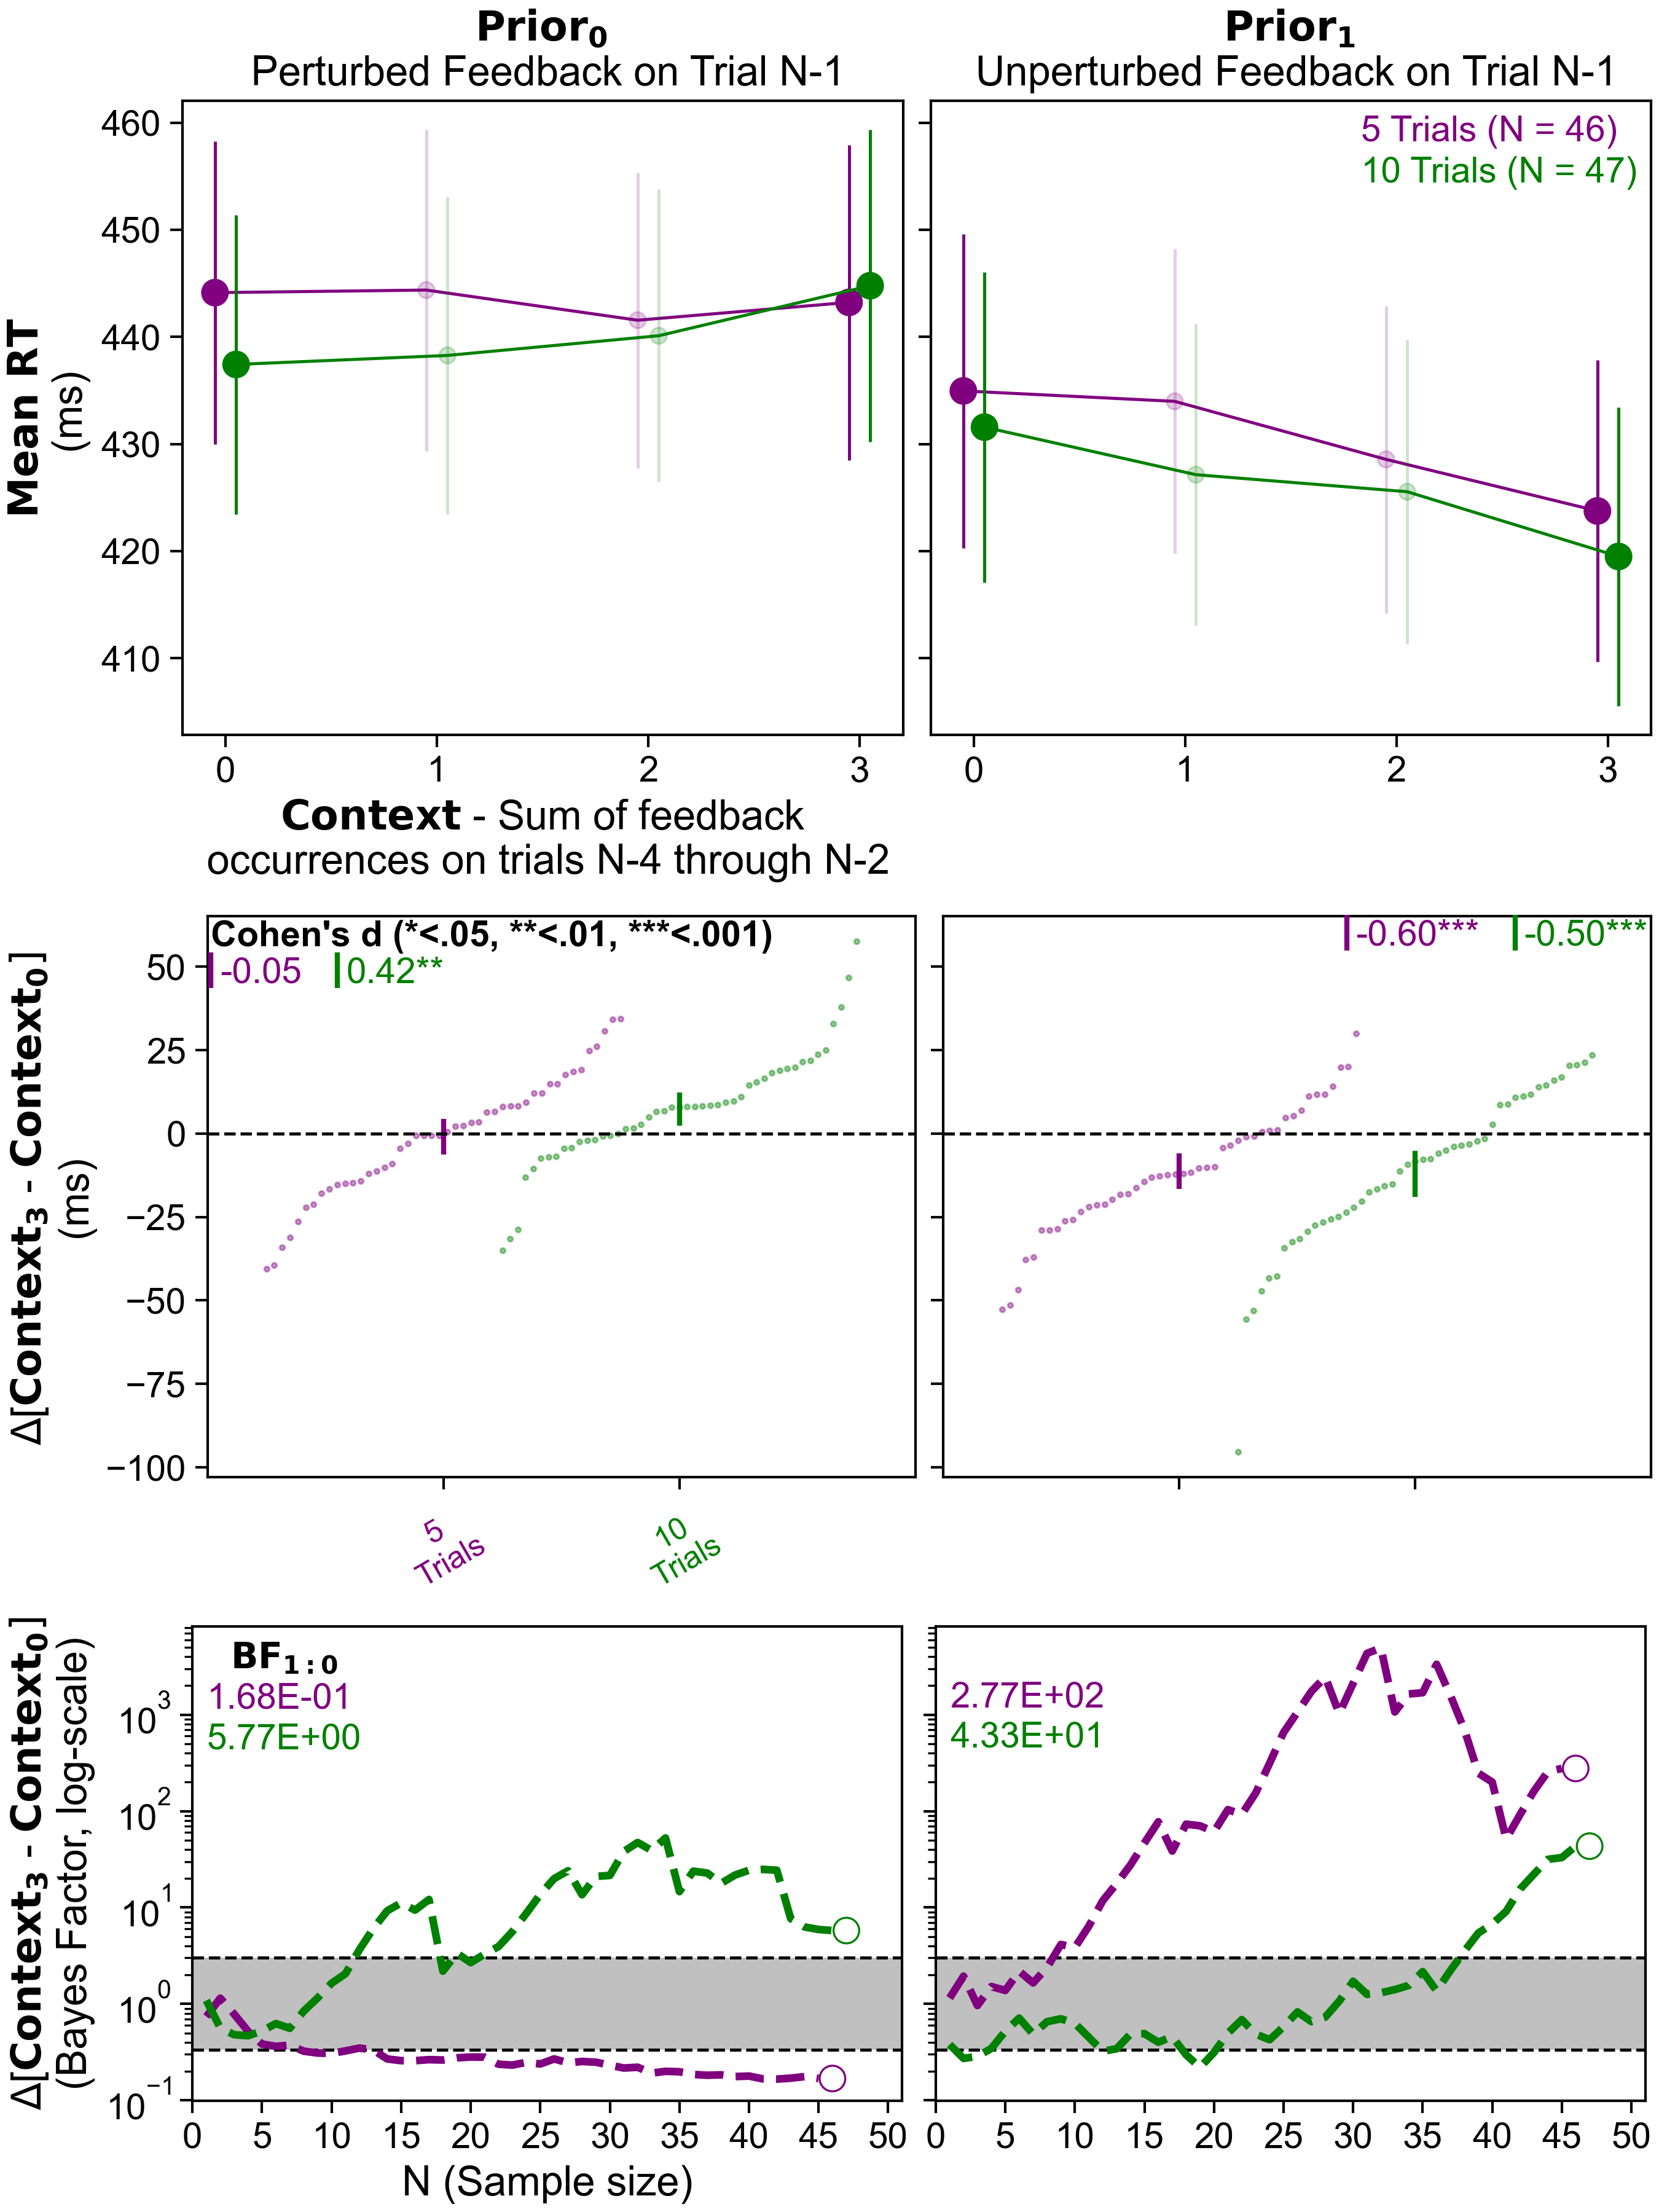 Prior0
Perturbed Feedback on Trial N-1
Prior1
Unperturbed Feedback on Trial N-1
Mean RT
(ms)
460
450
440
430
420
410
5 Trials (N = 46)
10 Trials (N = 47)
0 1 2 3
0 1 2 3
Context - Sum of feedback
occurrences on trials N-4 through N-2
Δ[Context3 - Context0]
(ms)
50
25
0
−25
−50
−75
−100
Cohen's d (*<.05, **<.01, ***<.001)
-0.05 0.42**
-0.60*** -0.50***
5
Trials
10
Trials
Δ[Context3 - Context0]
(Bayes Factor, log-scale)
10^3
10^2
10^1
10^0
10^−1
BF1:0
1.68E-01
5.77E+00
2.77E+02
4.33E+01
0 5 10 15 20 25 30 35 40 45 50
0 5 10 15 20 25 30 35 40 45 50
N (Sample size)